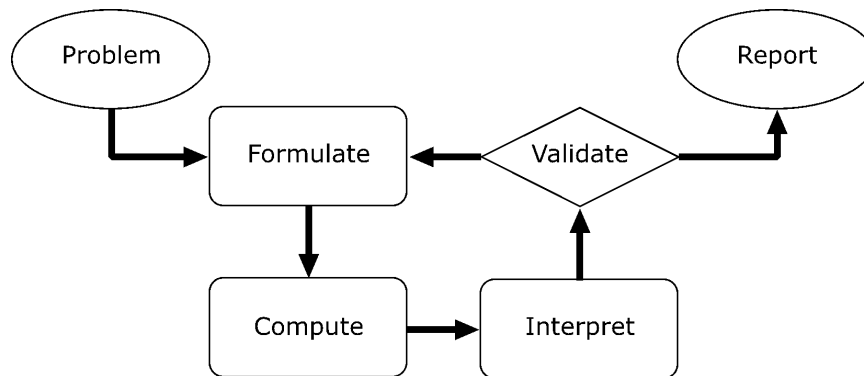 Problem
Report
Formulate
Validate
Compute
Interpret